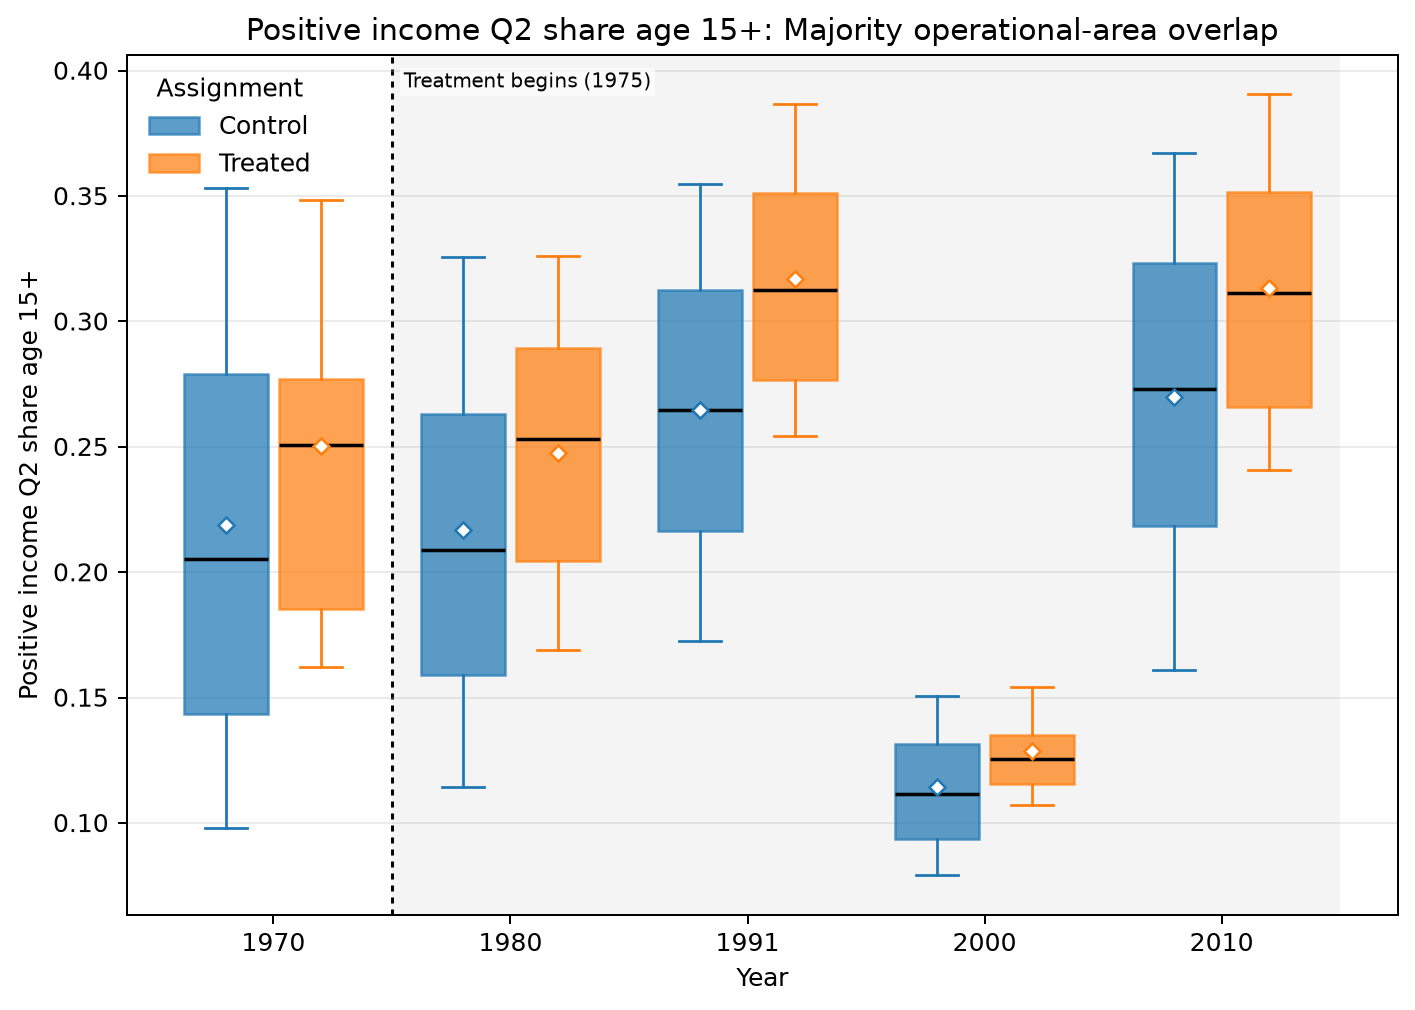 Positive income Q2 share age 15+: Majority operational-area overlap
Treatment begins (1975)
Assignment
Control
Treated
Positive income Q2 share age 15+
0.40
0.35
0.30
0.25
0.20
0.15
0.10
1970
1980
1991
2000
2010
Year